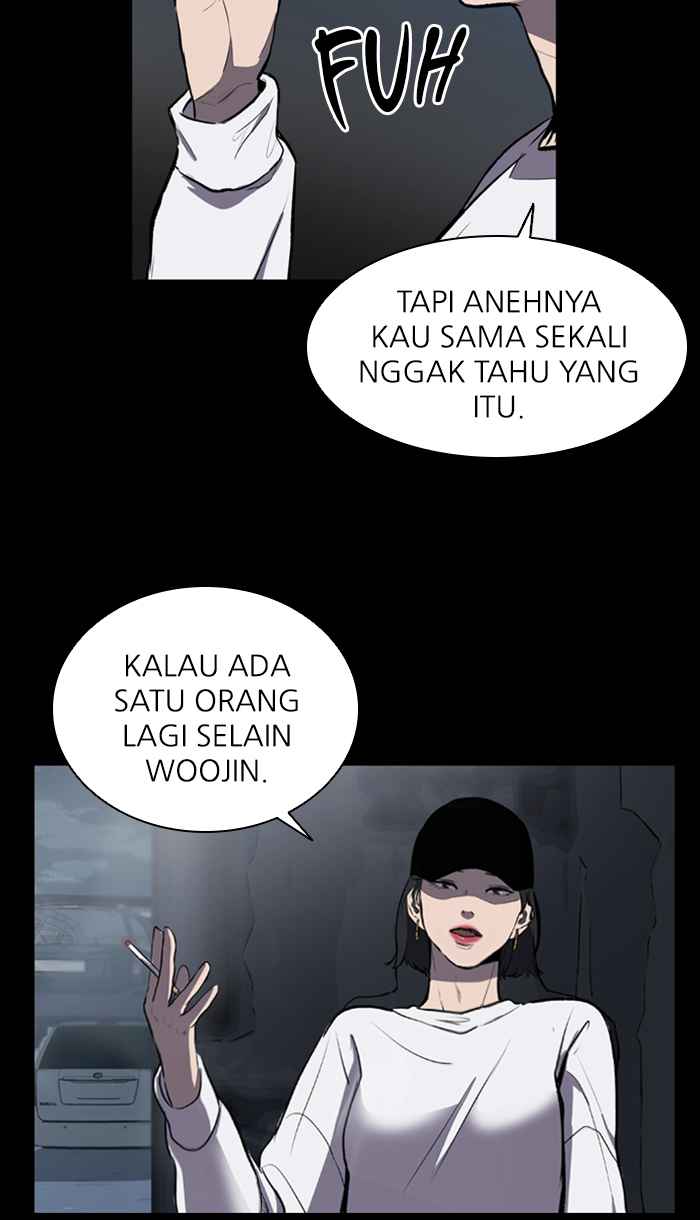 FUH
TAPI ANEHNYA
KAU SAMA SEKALI
NGGAK TAHU YANG
ITU.
KALAU ADA
SATU ORANG
LAGI SELAIN
WOOJIN.